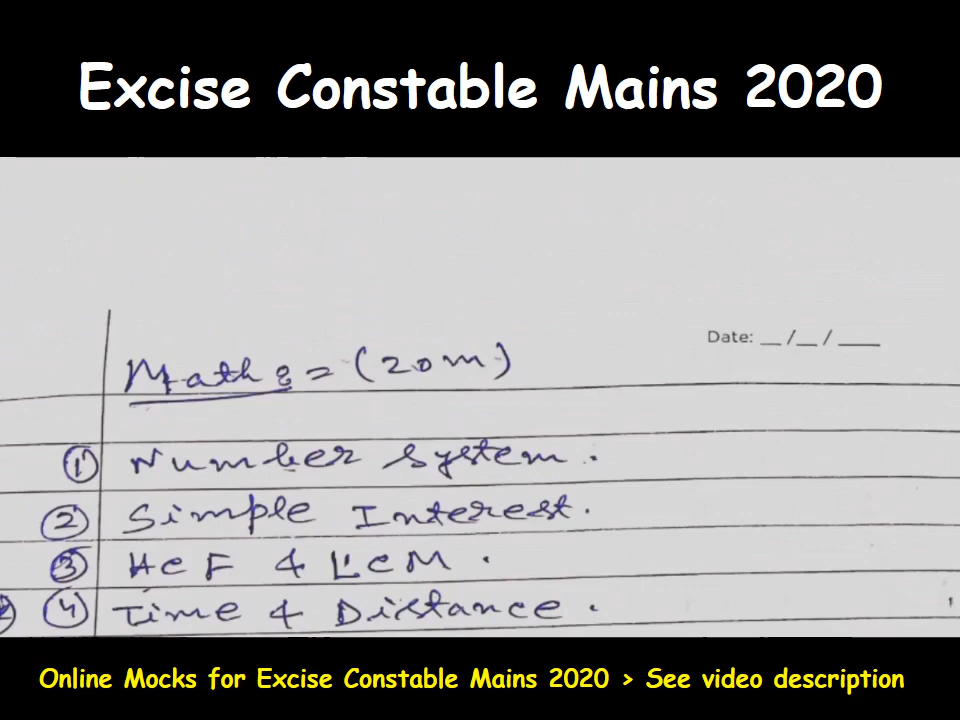 Excise Constable Mains 2020
Date: __/__/____
Math : = (20m)
① Number System.
② Simple Interest.
③ HCF & LCM.
④ Time & Distance.
Online Mocks for Excise Constable Mains 2020 > See video description